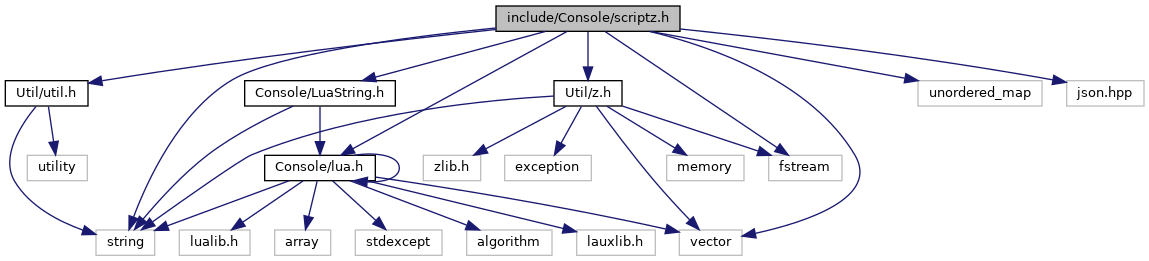 include/Console/scriptz.h
Util/util.h
Console/LuaString.h
Util/z.h
unordered_map
json.hpp
utility
Console/lua.h
zlib.h
exception
memory
fstream
string
lualib.h
array
stdexcept
algorithm
lauxlib.h
vector